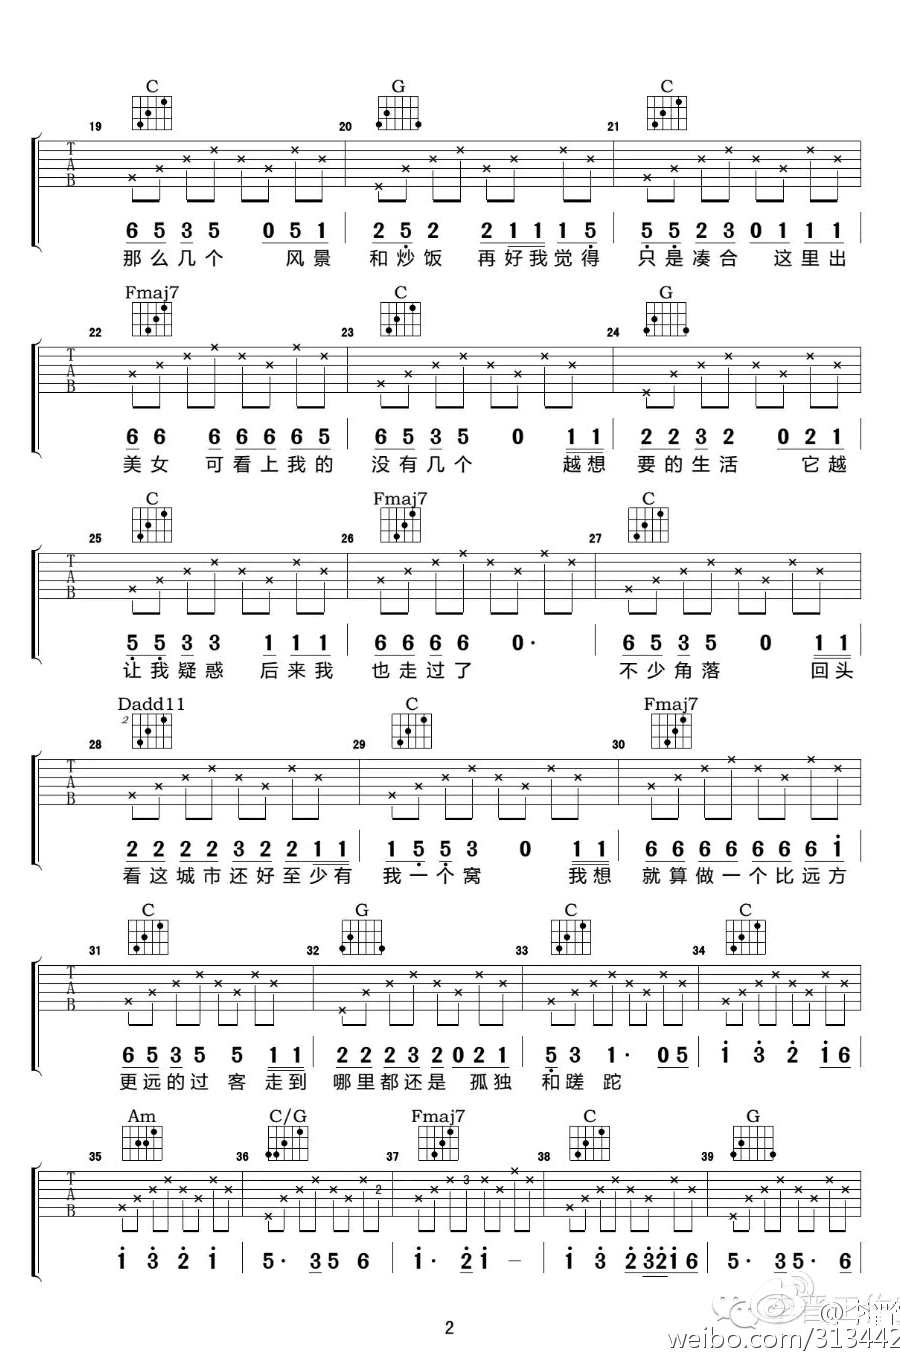 C G C
19 20 21
T A B
6 5 3 5 0 5 1 2 5 2 2 1 1 1 5 5 5 2 3 0 1 1 1
那么几个 风景 和炒饭 再好我觉得 只是凑合 这里出
Fmaj7 C G
22 23 24
T A B
6 6 6 6 6 6 5 6 5 3 5 0 1 1 2 2 3 2 0 2 1
美女 可看上我的 没有几个 越想 要的生活 它越
C Fmaj7 C
25 26 27
T A B
5 5 3 3 1 1 1 6 6 6 6 0· 6 5 3 5 0 1 1
让我疑惑 后来我 也走过了 不少角落 回头
Dadd11 C Fmaj7
2
28 29 30
T A B
2 2 2 3 2 2 1 1 1 5 5 3 0 1 1 6 6 6 6 6 6 1
看这城市还好至少有 我一个窝 我想 就算做一个比远方
C G C C
31 32 33 34
T A B
6 5 3 5 5 1 1 2 2 2 3 2 0 2 1 5 3 1· 0 5 1 3 2 1 6
更远的过 客 走到 哪里都还是 孤独 和蹉 跎
Am C/G Fmaj7 C G
35 36 37 38 39
T A B
2 3
1 3 2 1 5· 3 5 6 1· 2 1 – 1 3 2 3 2 1 6 5· 3 5· 6
2
weibo.com/313442